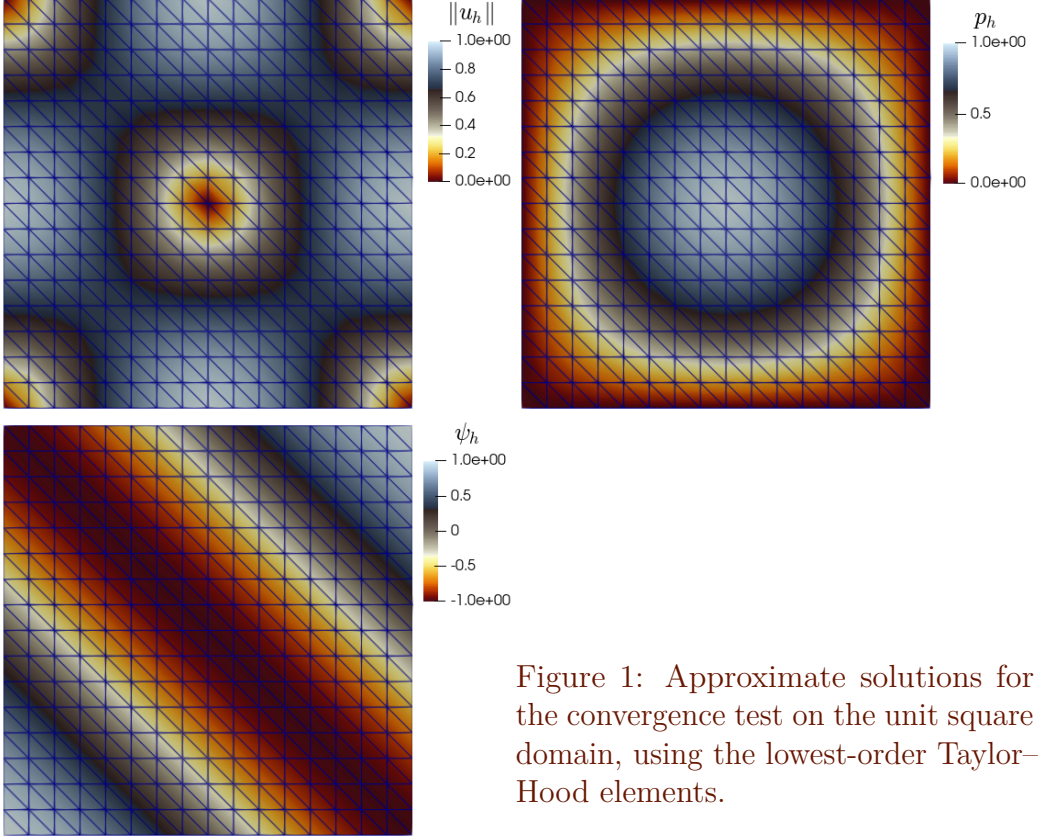 ‖u_h‖
1.0e+00
0.8
0.6
0.4
0.2
0.0e+00
p_h
1.0e+00
0.5
0.0e+00
ψ_h
1.0e+00
0.5
0
-0.5
-1.0e+00
Figure 1: Approximate solutions for
the convergence test on the unit square
domain, using the lowest-order Taylor–
Hood elements.